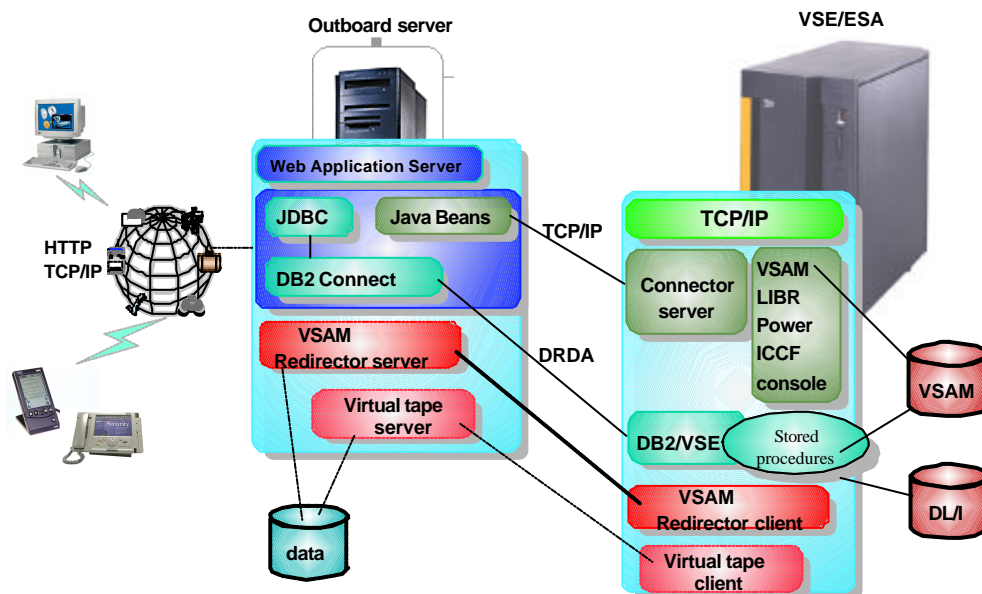 Outboard server
VSE/ESA
Web Application Server
JDBC
Java Beans
DB2 Connect
HTTP
TCP/IP
VSAM
Redirector server
Virtual tape
server
data
TCP/IP
DRDA
TCP/IP
Connector
server
VSAM
LIBR
Power
ICCF
console
DB2/VSE
Stored
procedures
VSAM
Redirector client
Virtual tape
client
VSAM
DL/I
Security